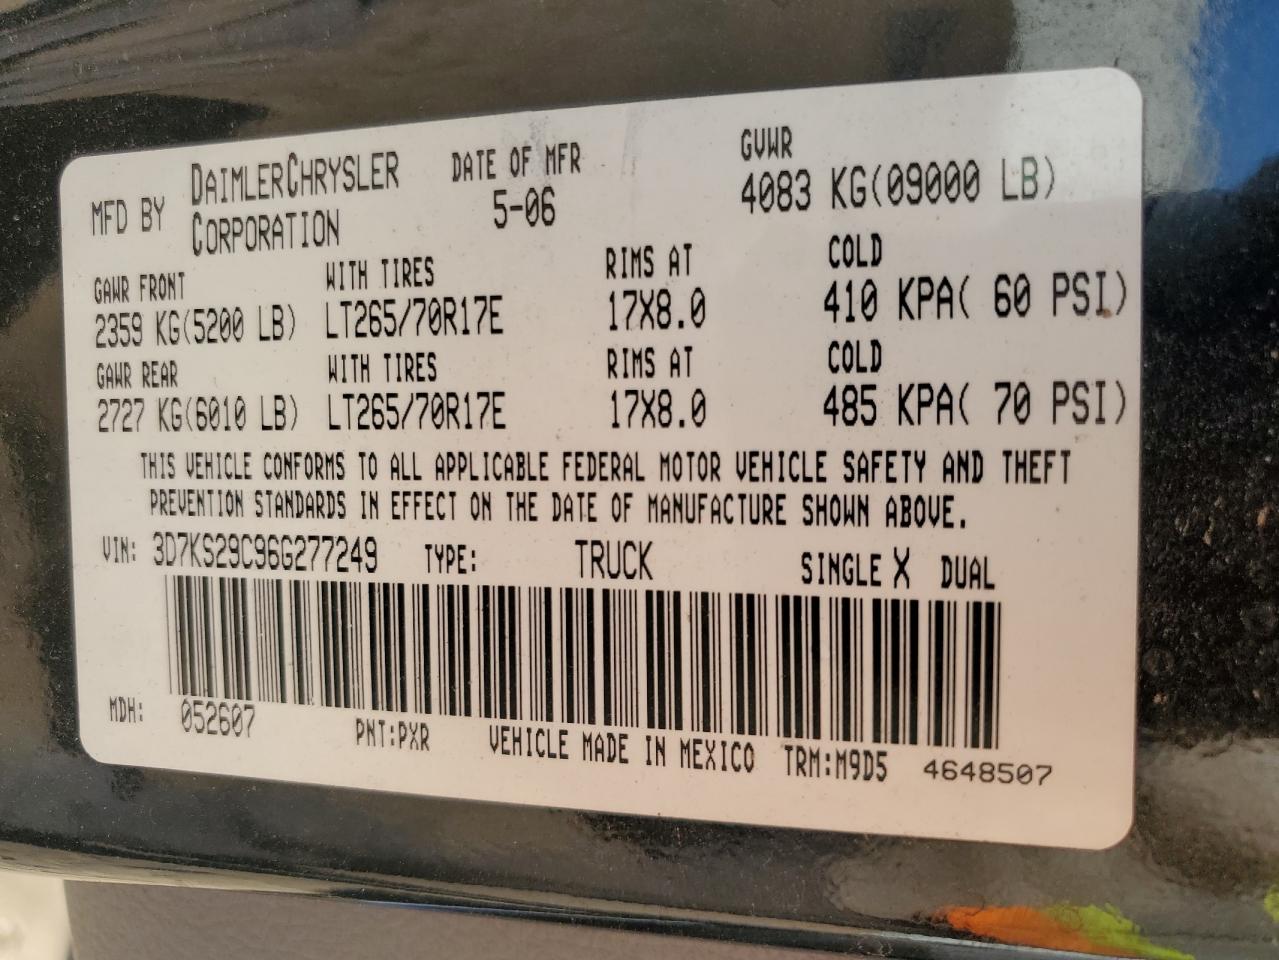 MFD BY DAIMLERCHRYSLER CORPORATION DATE OF MFR 5-06 GVWR 4083 KG(09000 LB)
GAWR FRONT WITH TIRES RIMS AT COLD
2359 KG(5200 LB) LT265/70R17E 17X8.0 410 KPA( 60 PSI)
GAWR REAR WITH TIRES RIMS AT COLD
2727 KG(6010 LB) LT265/70R17E 17X8.0 485 KPA( 70 PSI)
THIS VEHICLE CONFORMS TO ALL APPLICABLE FEDERAL MOTOR VEHICLE SAFETY AND THEFT
PREVENTION STANDARDS IN EFFECT ON THE DATE OF MANUFACTURE SHOWN ABOVE.
VIN: 3D7KS29C96G277249 TYPE: TRUCK SINGLE X DUAL
MDH: 052607 PNT:PXR VEHICLE MADE IN MEXICO TRM:M9D5 4648507